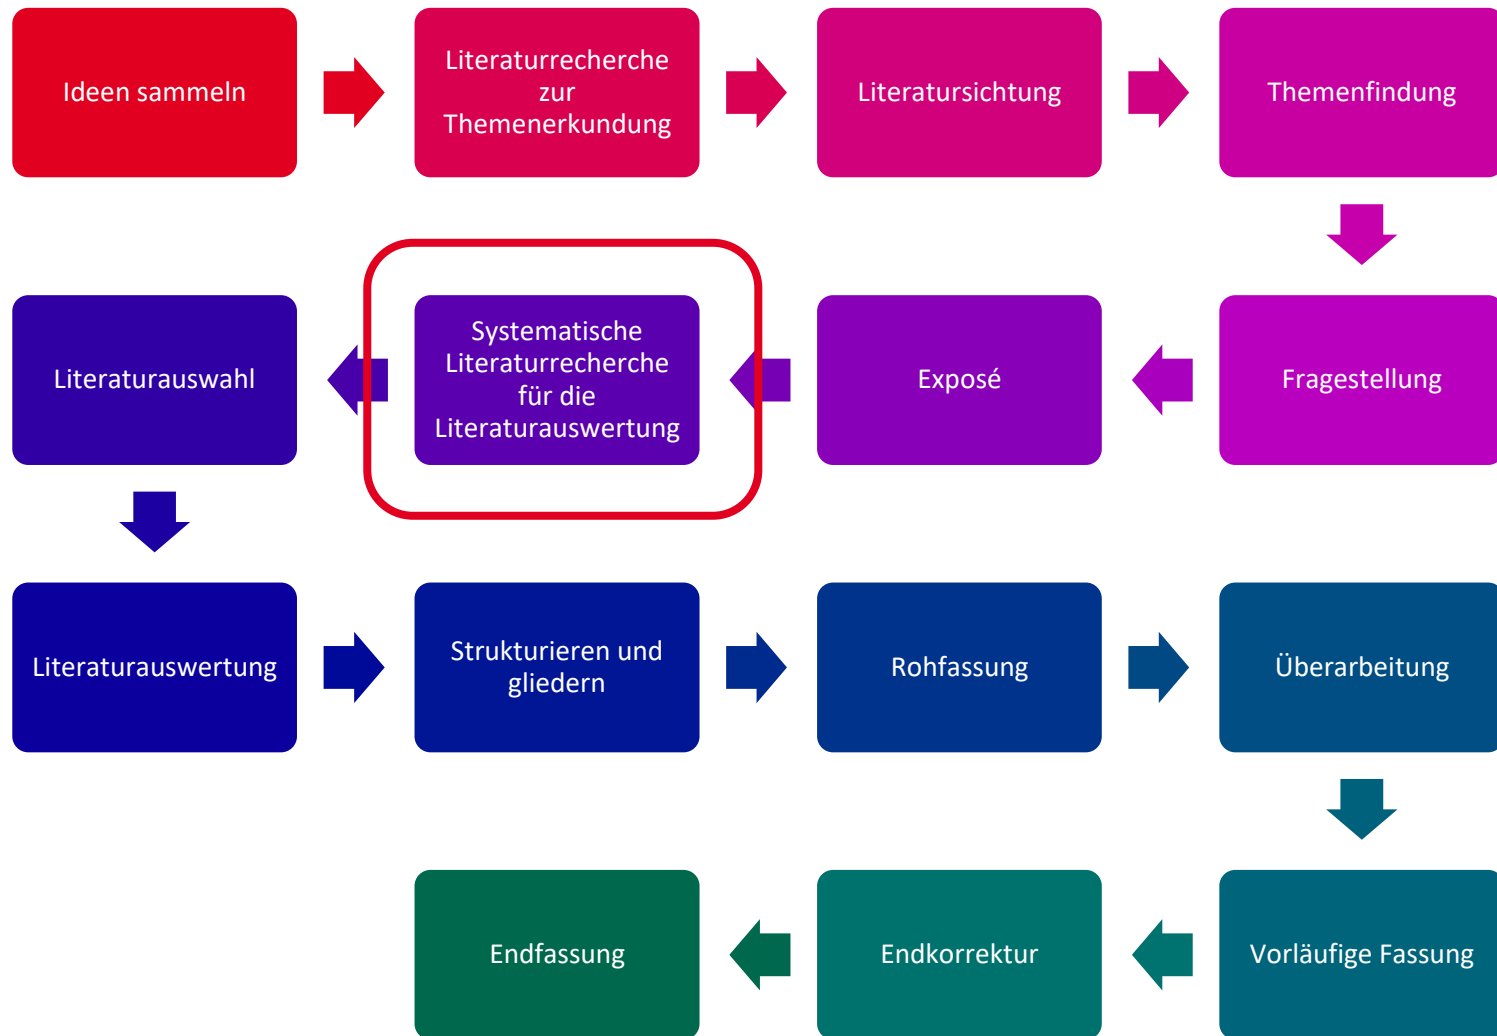 Ideen sammeln
Literaturrecherche
zur
Themenerkundung
Literatursichtung
Themenfindung
Fragestellung
Exposé
Systematische
Literaturrecherche
für die
Literaturauswertung
Literaturauswahl
Literaturauswertung
Strukturieren und
gliedern
Rohfassung
Überarbeitung
Vorläufige Fassung
Endkorrektur
Endfassung